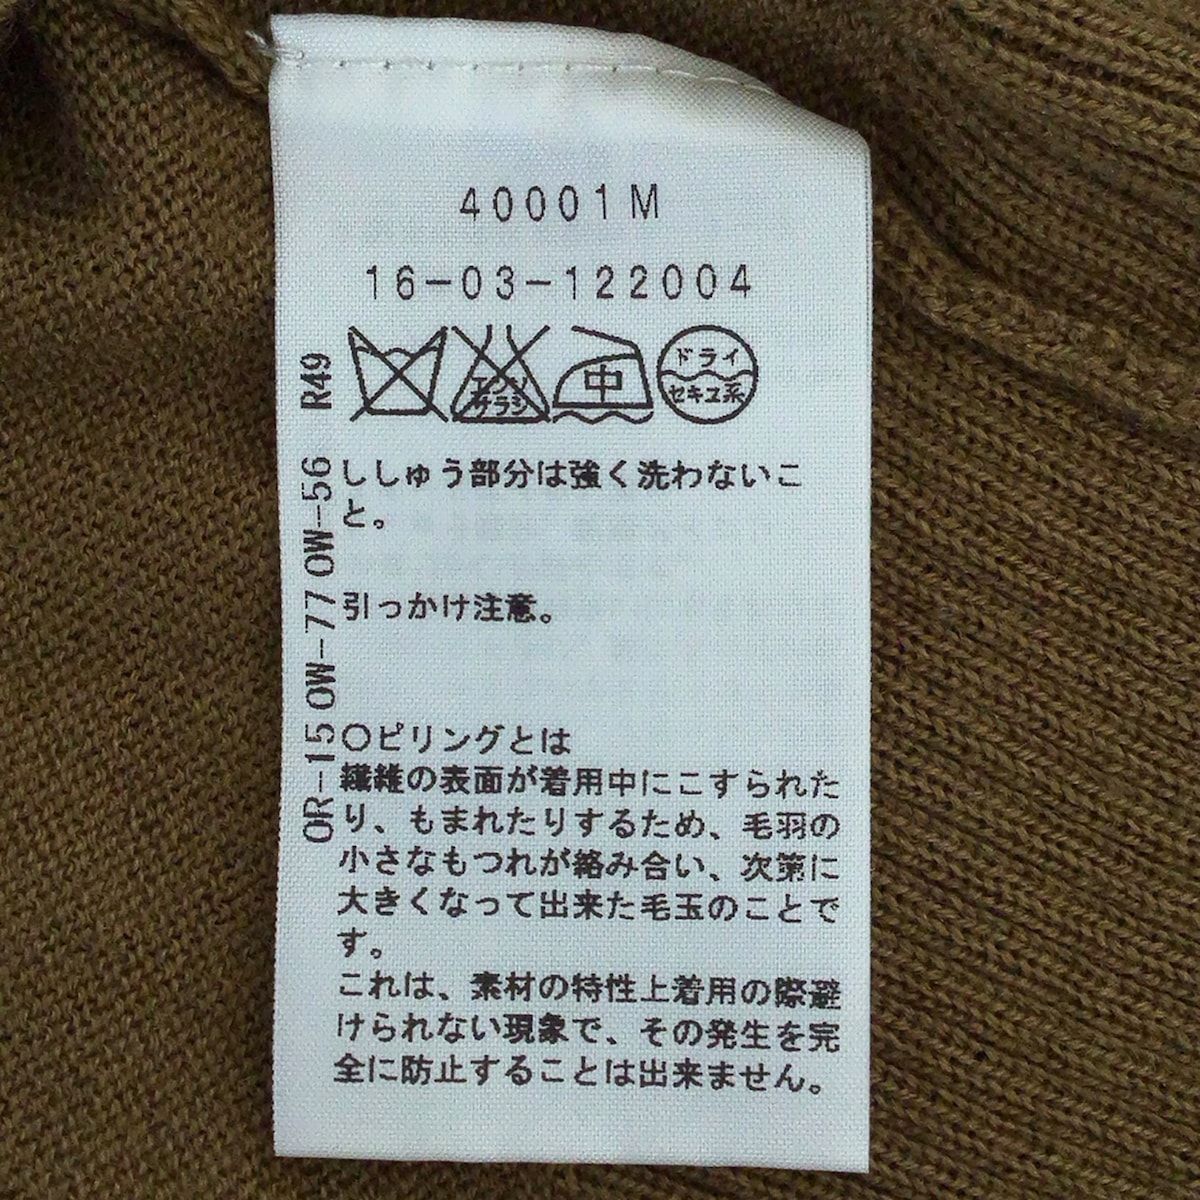 40001M
16-03-122004
エンソ
サラシ
中
ドライ
セキユ系
ししゅう部分は強く洗わないこ
と。
引っかけ注意。
〇ピリングとは
繊維の表面が着用中にこすられた
り、もまれたりするため、毛羽の
小さなもつれが絡み合い、次第に
大きくなって出来た毛玉のことで
す。
これは、素材の特性上着用の際避
けられない現象で、その発生を完
全に防止することは出来ません。
OR-15 OW-77 OW-56 R49